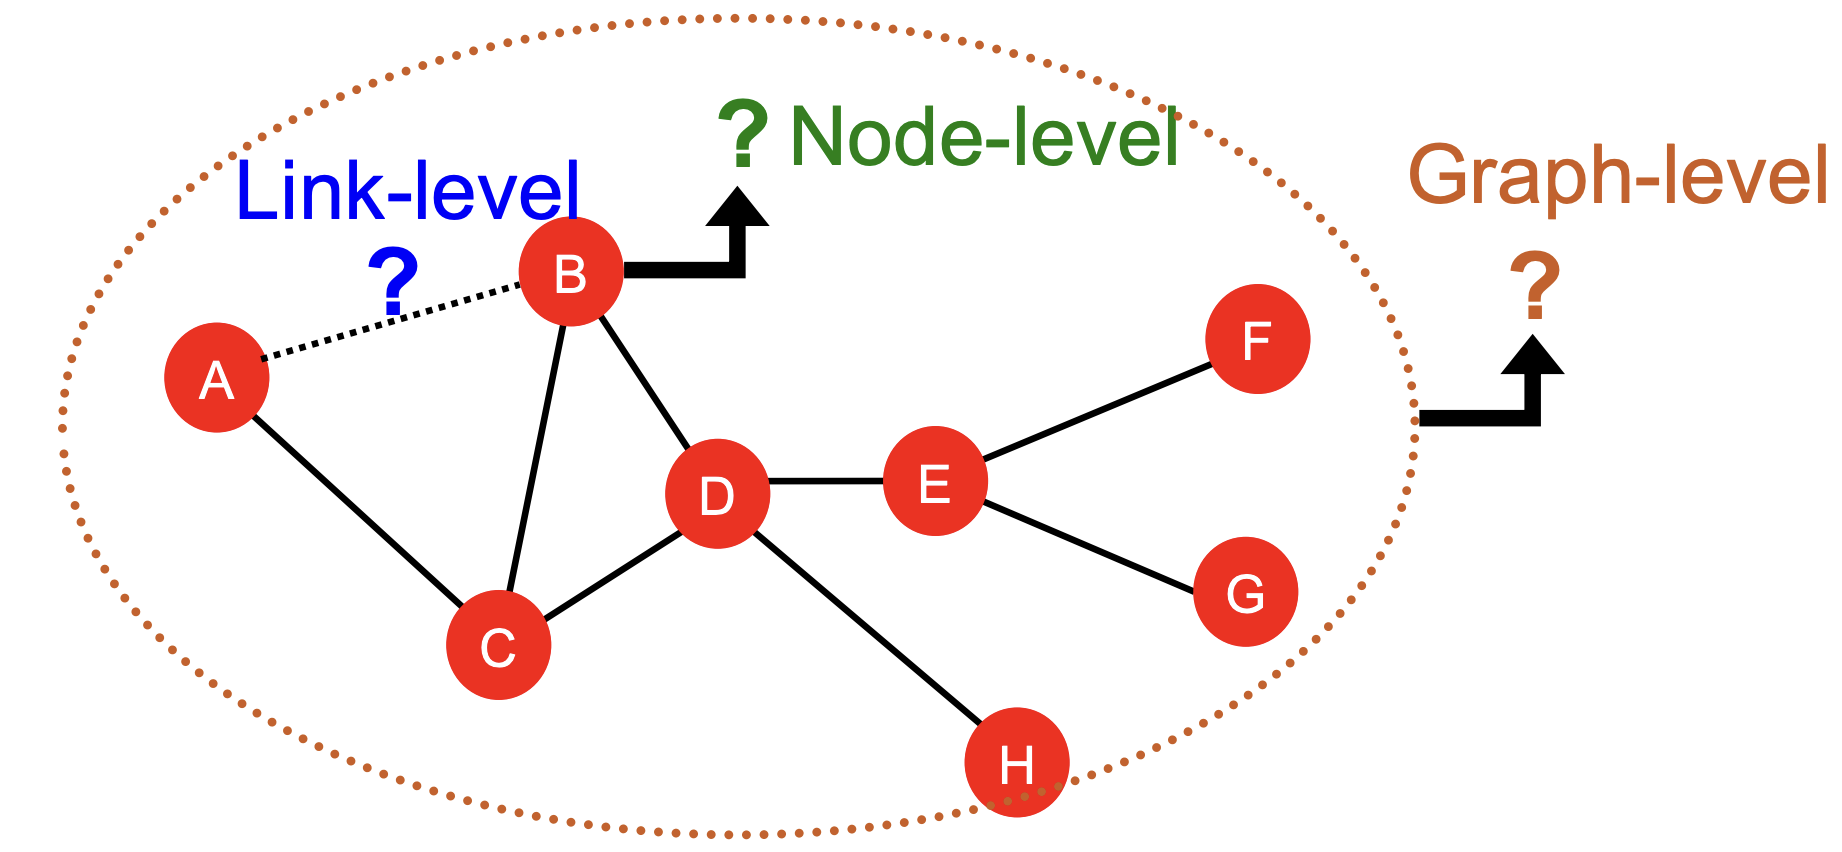 ? Node-level
Link-level
?
Graph-level
?
B
A
F
D
E
G
C
H